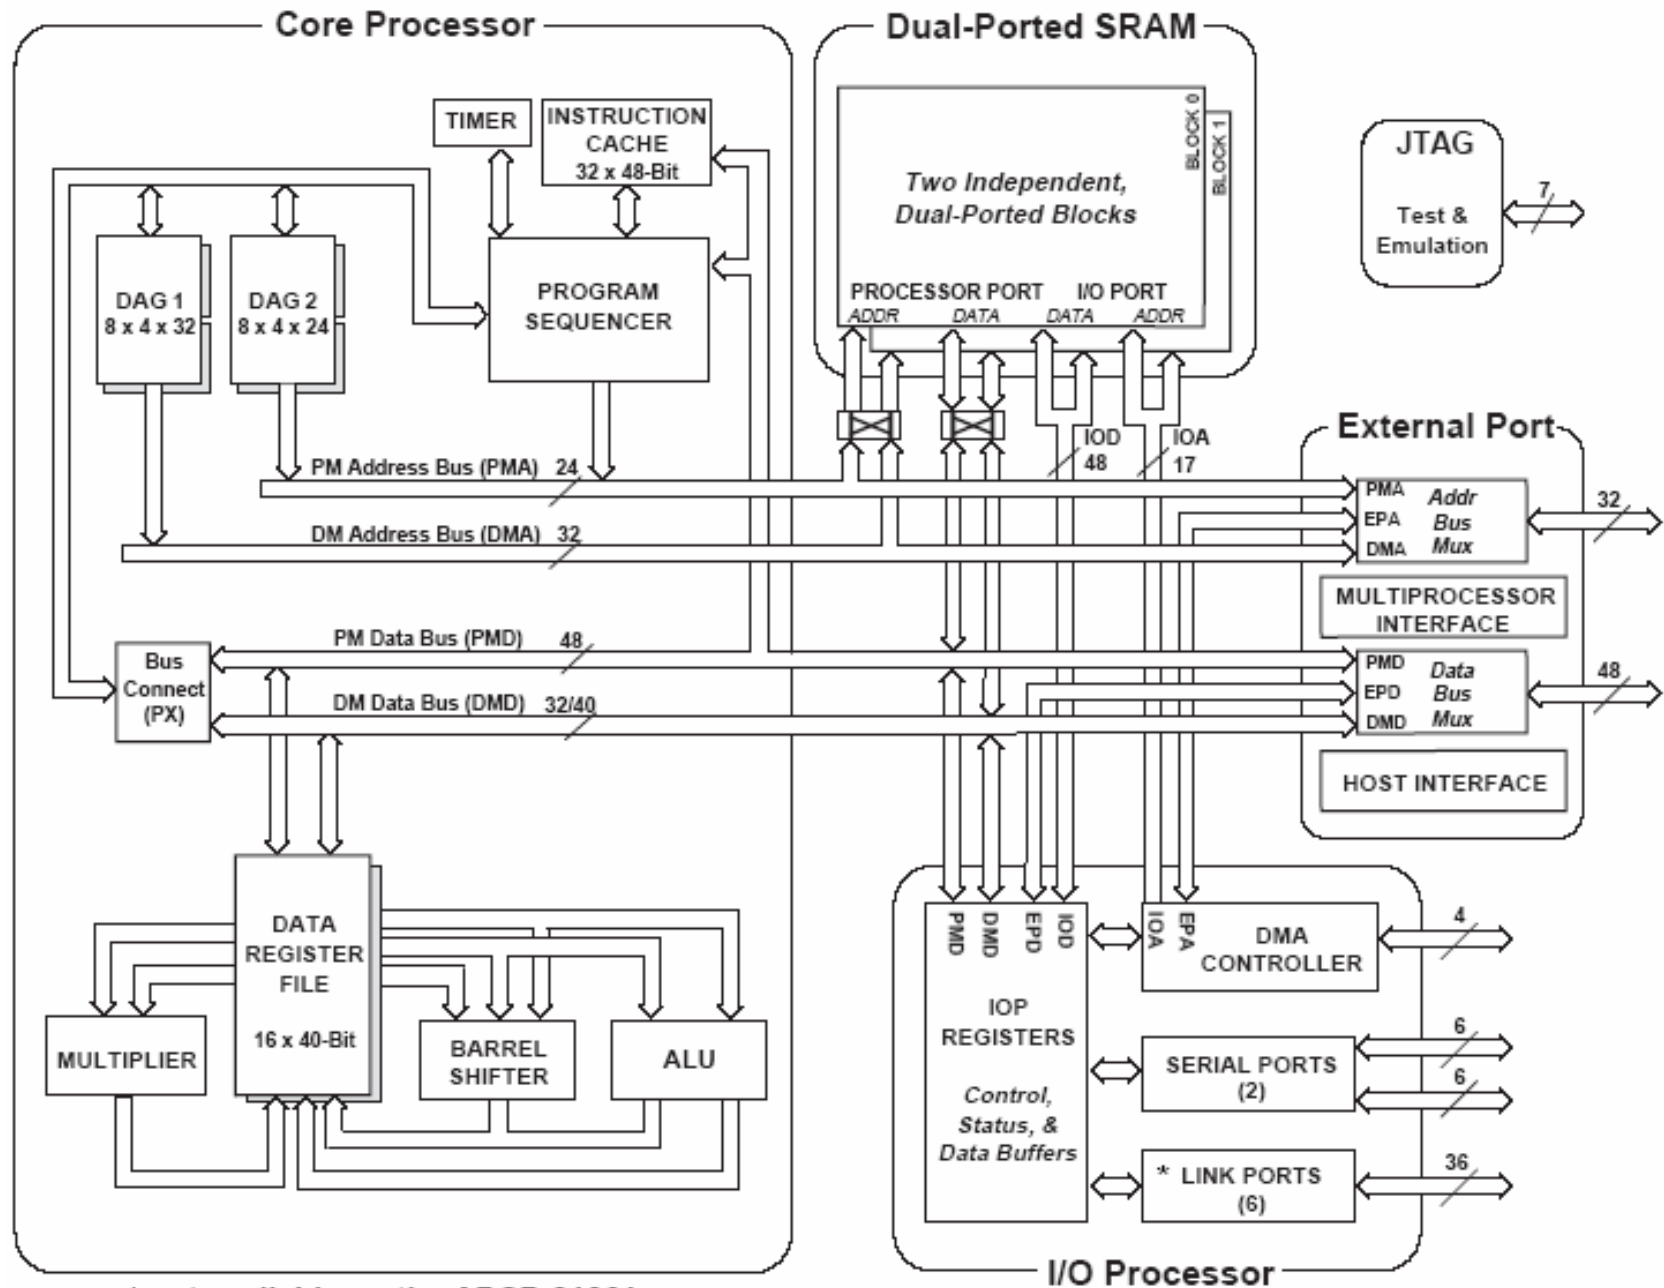 Core Processor
Dual-Ported SRAM
TIMER
INSTRUCTION
CACHE
32 x 48-Bit
BLOCK 0
BLOCK 1
JTAG
Test &
Emulation
7
Two Independent,
Dual-Ported Blocks
DAG 1
8 x 4 x 32
DAG 2
8 x 4 x 24
PROGRAM
SEQUENCER
PROCESSOR PORT
I/O PORT
ADDR
DATA
DATA
ADDR
IOD
48
IOA
17
External Port
PM Address Bus (PMA) 24
DM Address Bus (DMA) 32
PMA
EPA
DMA
Addr
Bus
Mux
32
MULTIPROCESSOR
INTERFACE
Bus
Connect
(PX)
PM Data Bus (PMD) 48
DM Data Bus (DMD) 32/40
PMD
EPD
DMD
Data
Bus
Mux
48
HOST INTERFACE
DATA
REGISTER
FILE
16 x 40-Bit
MULTIPLIER
BARREL
SHIFTER
ALU
PMD
DMD
EPD
IOD
IOA
EPA
DMA
CONTROLLER
4
IOP
REGISTERS
Control,
Status, &
Data Buffers
SERIAL PORTS
(2)
6
6
* LINK PORTS
(6)
36
I/O Processor